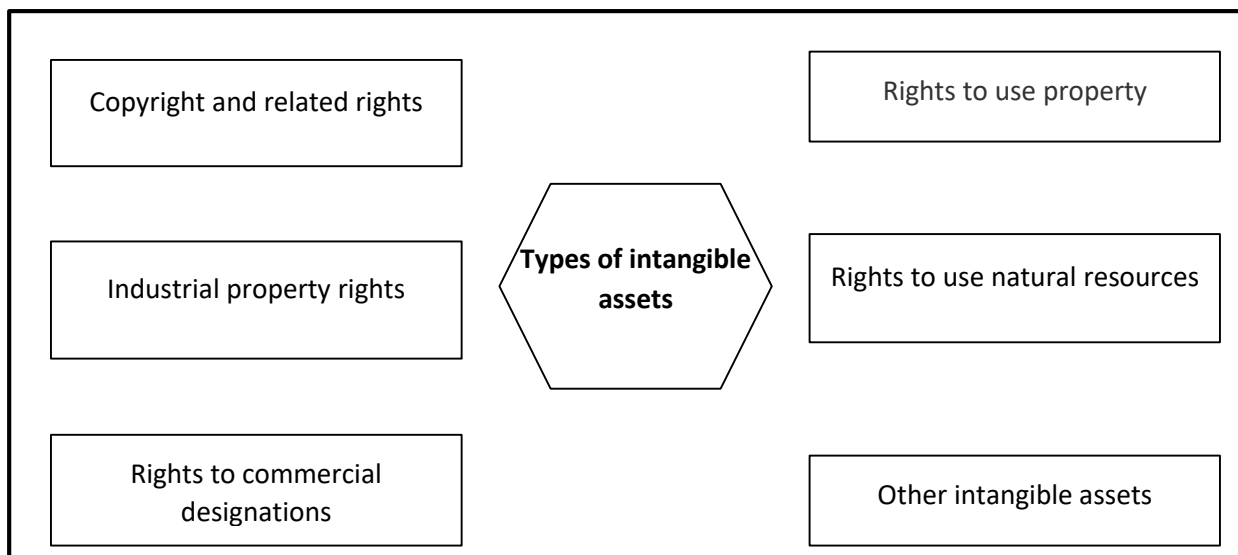 Copyright and related rights
Industrial property rights
Rights to commercial
designations
Types of intangible
assets
Rights to use property
Rights to use natural resources
Other intangible assets